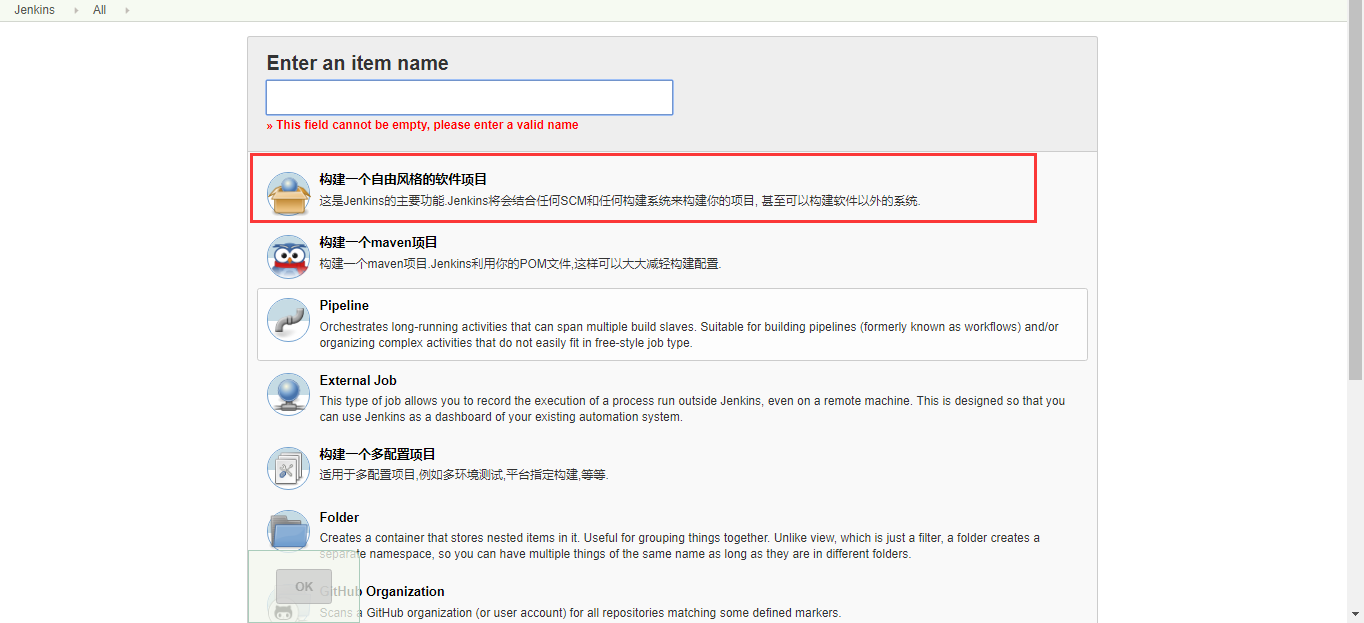 Jenkins All
Enter an item name
» This field cannot be empty, please enter a valid name
构建一个自由风格的软件项目
这是Jenkins的主要功能.Jenkins将会结合任何SCM和任何构建系统来构建你的项目, 甚至可以构建软件以外的系统.
构建一个maven项目
构建一个maven项目.Jenkins利用你的POM文件,这样可以大大减轻构建配置.
Pipeline
Orchestrates long-running activities that can span multiple build slaves. Suitable for building pipelines (formerly known as workflows) and/or
organizing complex activities that do not easily fit in free-style job type.
External Job
This type of job allows you to record the execution of a process run outside Jenkins, even on a remote machine. This is designed so that you
can use Jenkins as a dashboard of your existing automation system.
构建一个多配置项目
适用于多配置项目,例如多环境测试,平台指定构建,等等.
Folder
Creates a container that stores nested items in it. Useful for grouping things together. Unlike view, which is just a filter, a folder creates a
separate namespace, so you can have multiple things of the same name as long as they are in different folders.
OK
GitHub Organization
Scans a GitHub organization (or user account) for all repositories matching some defined markers.